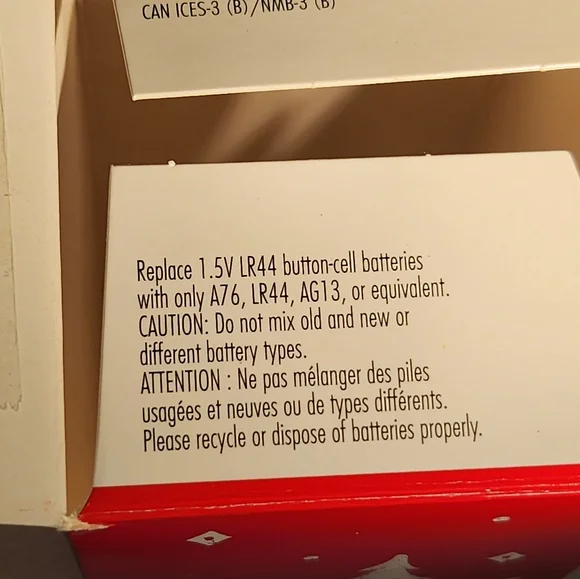 CAN ICES-3 (B)/NMB-3 (B)
Replace 1.5V LR44 button-cell batteries
with only A76, LR44, AG13, or equivalent.
CAUTION: Do not mix old and new or
different battery types.
ATTENTION : Ne pas mélanger des piles
usagées et neuves ou de types différents.
Please recycle or dispose of batteries properly.